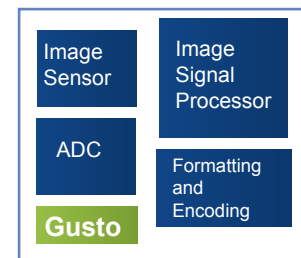 Image
Sensor
Image
Signal
Processor
ADC
Formatting
and
Encoding
Gusto